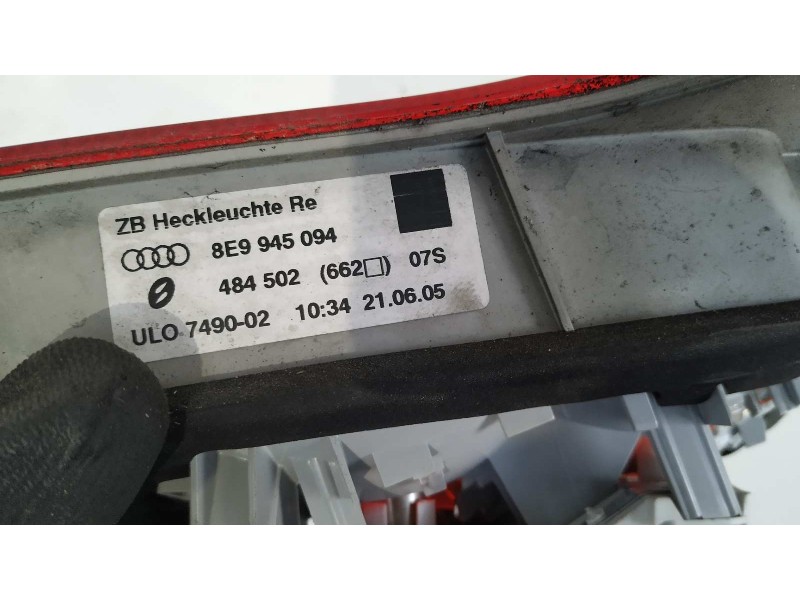 ZB Heckleuchte Re
8E9 945 094
484 502 (662□) 07S
ULO 7490-02 10:34 21.06.05